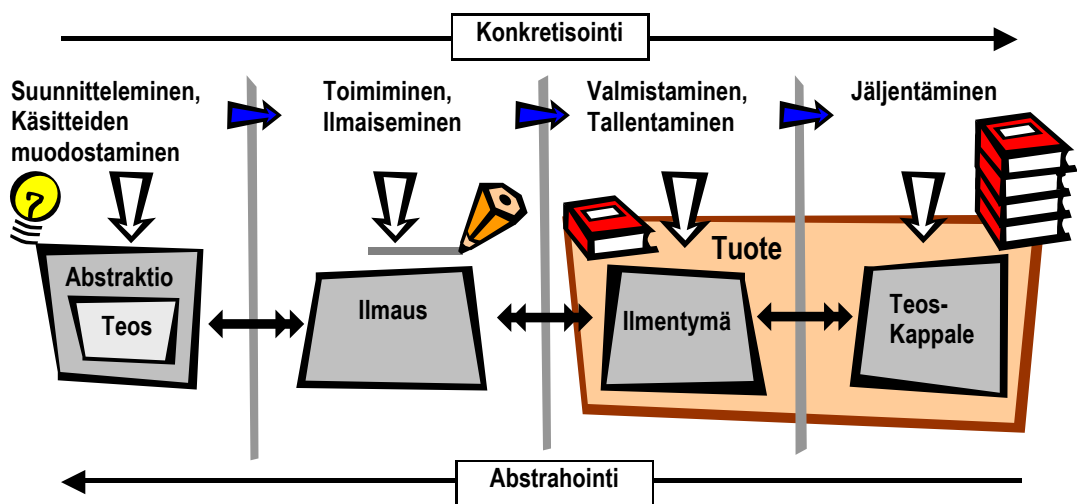 Konkretisointi
Suunnitteleminen,
Käsitteiden
muodostaminen
Toimiminen,
Ilmaiseminen
Valmistaminen,
Tallentaminen
Jäljentäminen
?
Tuote
Abstraktio
Teos
Ilmaus
Ilmentymä
Teos-
Kappale
Abstrahointi